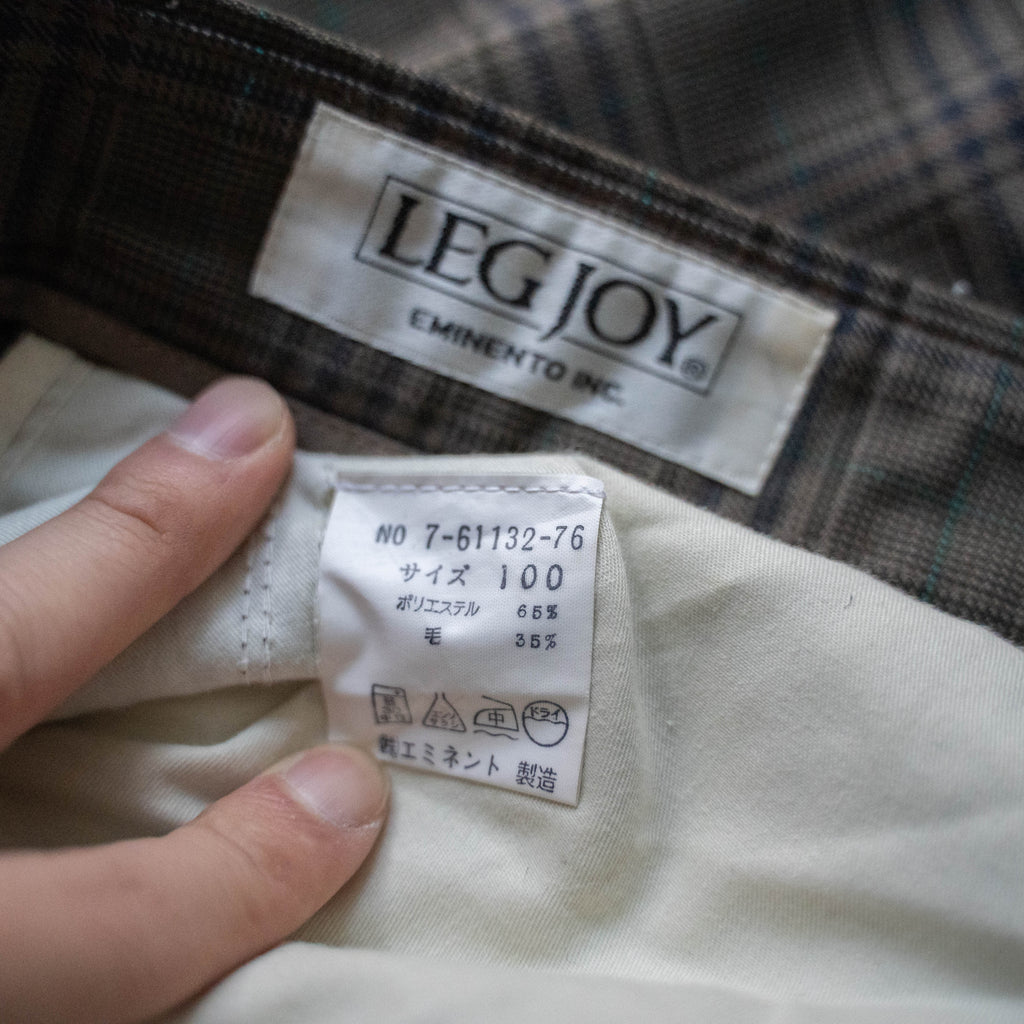 LEG JOY®
EMINENTO INC.
NO 7-61132-76
サイズ 100
ポリエステル 65%
毛 35%
中 ドライ
㈱エミネント 製造